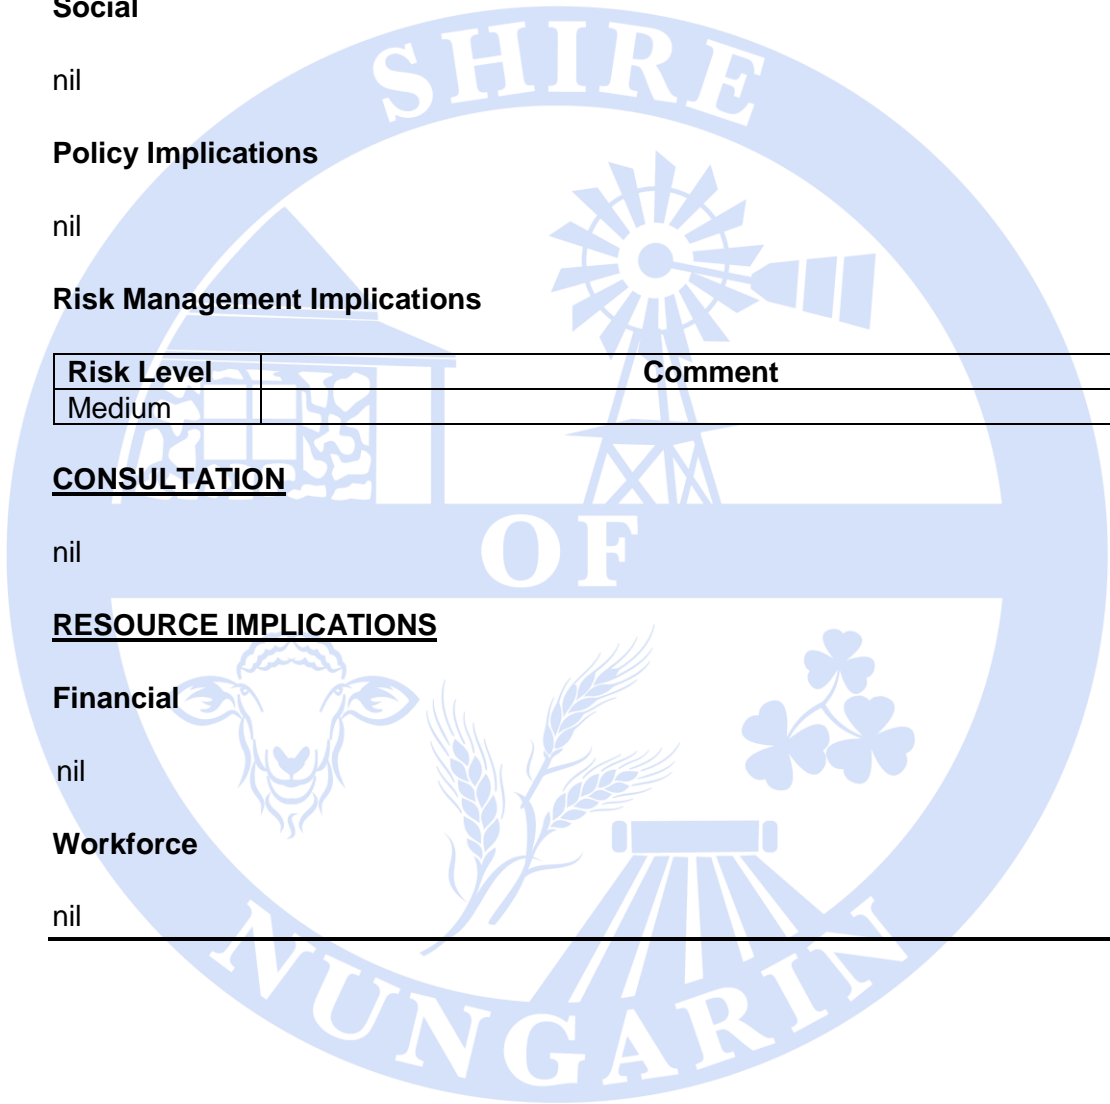 Social
SHIRE
nil
Policy Implications
nil
Risk Management Implications
Risk Level Comment
Medium
CONSULTATION
nil
OF
RESOURCE IMPLICATIONS
Financial
nil
Workforce
nil
NUNGARIN